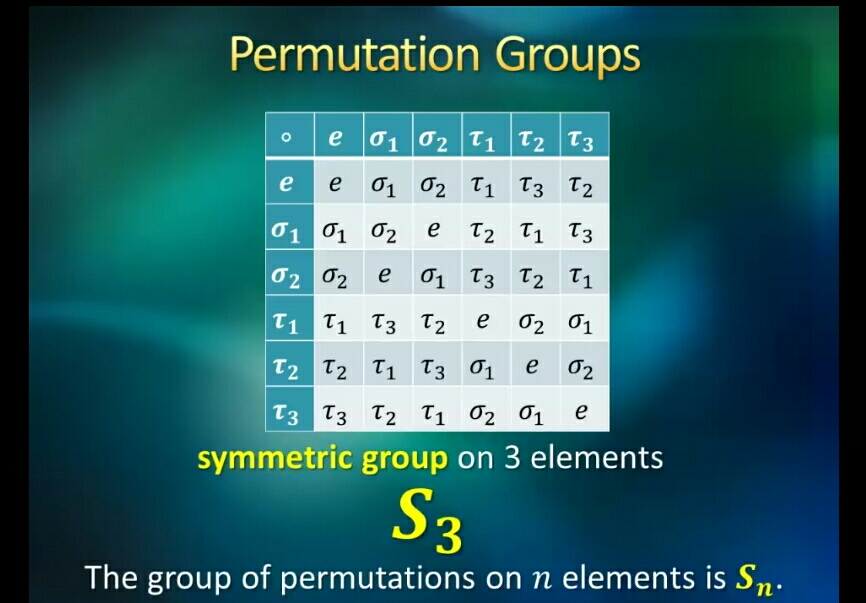 Permutation Groups
∘ e σ₁ σ₂ τ₁ τ₂ τ₃
e e σ₁ σ₂ τ₁ τ₃ τ₂
σ₁ σ₁ σ₂ e τ₂ τ₁ τ₃
σ₂ σ₂ e σ₁ τ₃ τ₂ τ₁
τ₁ τ₁ τ₃ τ₂ e σ₂ σ₁
τ₂ τ₂ τ₁ τ₃ σ₁ e σ₂
τ₃ τ₃ τ₂ τ₁ σ₂ σ₁ e
symmetric group on 3 elements
S₃
The group of permutations on n elements is Sₙ.